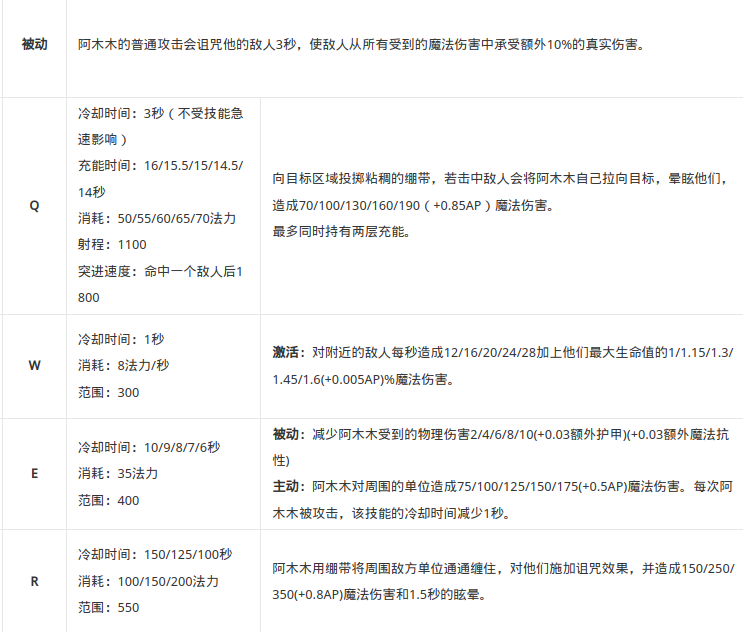 被动
阿木木的普通攻击会诅咒他的敌人3秒，使敌人从所有受到的魔法伤害中承受额外10%的真实伤害。
Q
冷却时间：3秒（不受技能急
速影响）
充能时间：16/15.5/15/14.5/
14秒
消耗：50/55/60/65/70法力
射程：1100
突进速度：命中一个敌人后1
800
向目标区域投掷粘稠的绷带，若击中敌人会将阿木木自己拉向目标，晕眩他们，
造成70/100/130/160/190（+0.85AP）魔法伤害。
最多同时持有两层充能。
W
冷却时间：1秒
消耗：8法力/秒
范围：300
激活：对附近的敌人每秒造成12/16/20/24/28加上他们最大生命值的1/1.15/1.3/
1.45/1.6(+0.005AP)%魔法伤害。
E
冷却时间：10/9/8/7/6秒
消耗：35法力
范围：400
被动：减少阿木木受到的物理伤害2/4/6/8/10(+0.03额外护甲)(+0.03额外魔法抗
性)
主动：阿木木对周围的单位造成75/100/125/150/175(+0.5AP)魔法伤害。每次阿
木木被攻击，该技能的冷却时间减少1秒。
R
冷却时间：150/125/100秒
消耗：100/150/200法力
范围：550
阿木木用绷带将周围敌方单位通通缠住，对他们施加诅咒效果，并造成150/250/
350(+0.8AP)魔法伤害和1.5秒的眩晕。